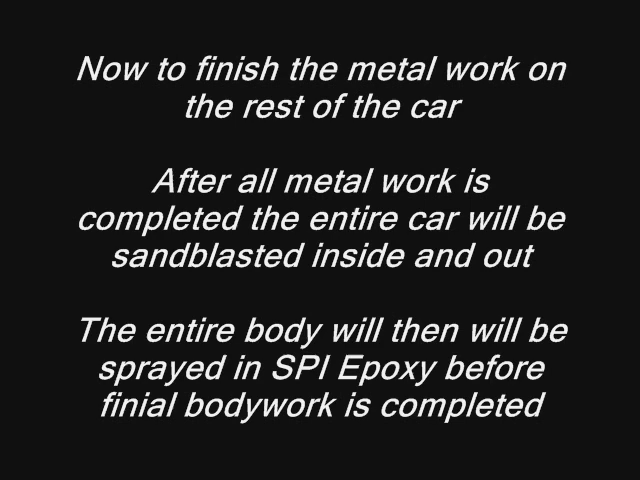 Now to finish the metal work on
the rest of the car
After all metal work is
completed the entire car will be
sandblasted inside and out
The entire body will then will be
sprayed in SPI Epoxy before
finial bodywork is completed